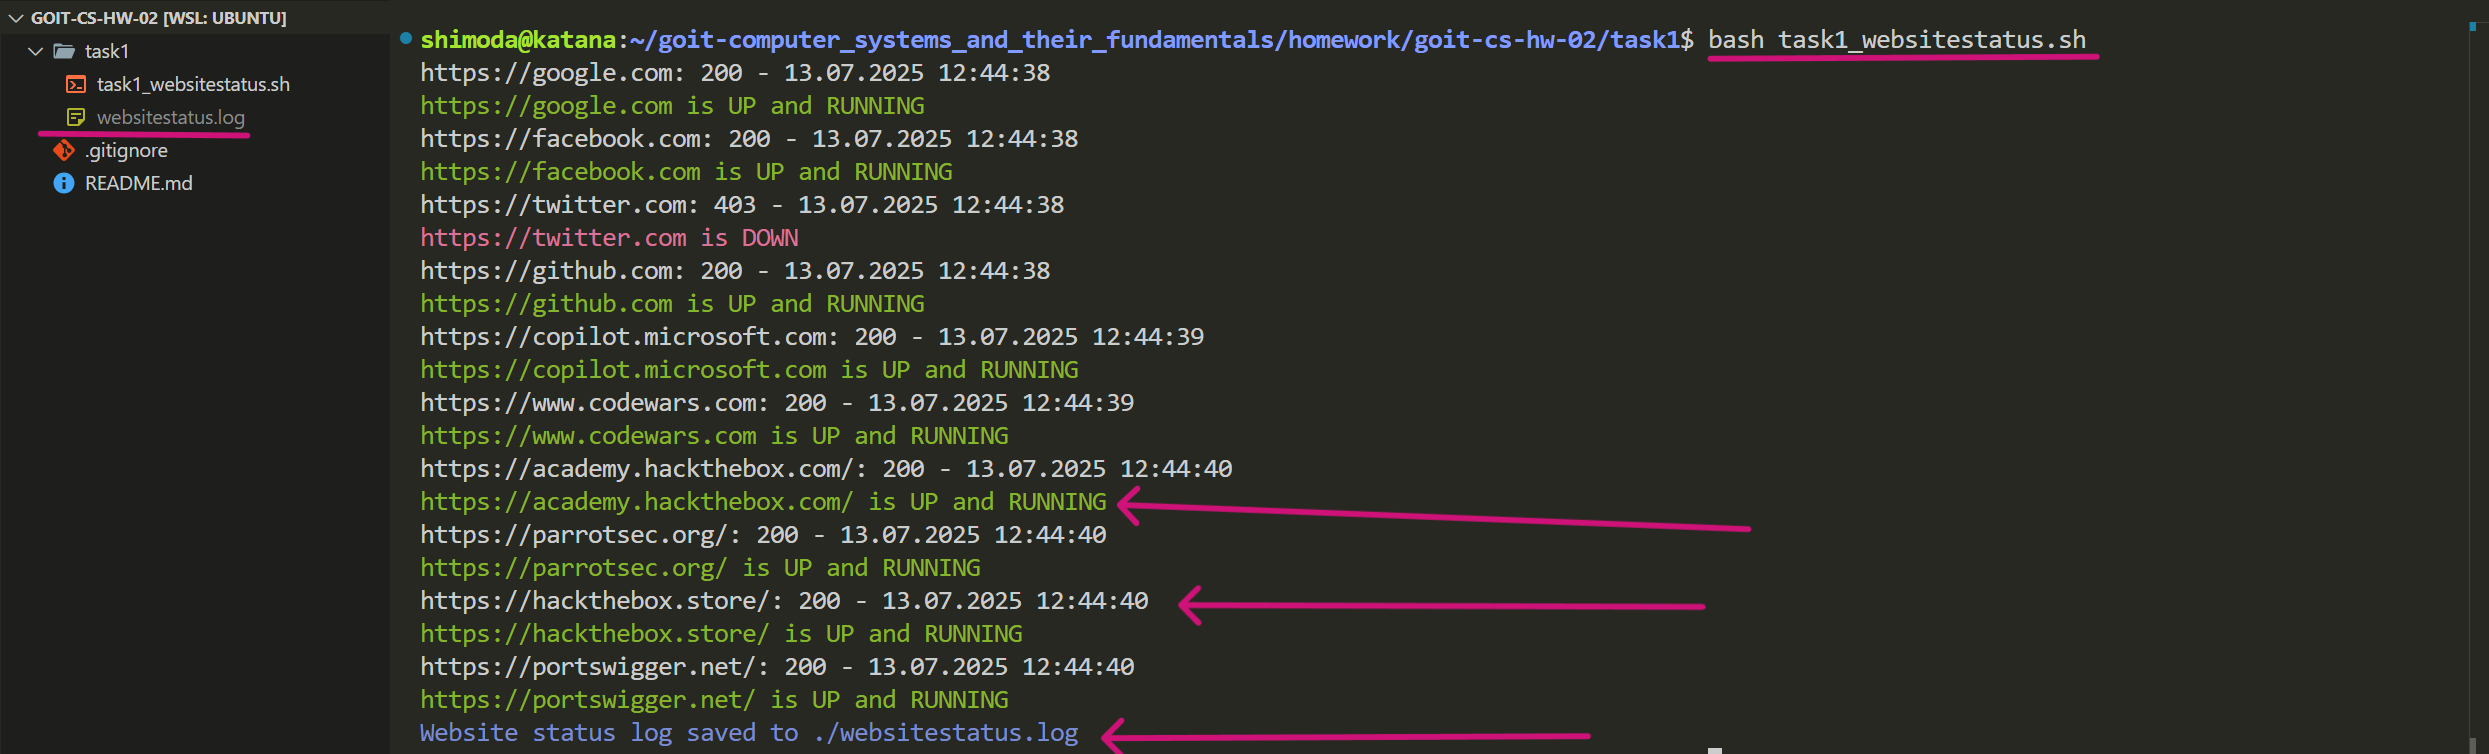 GOIT-CS-HW-02 [WSL: UBUNTU]
task1
task1_websitestatus.sh
websitestatus.log
.gitignore
README.md
shimoda@katana:~/goit-computer_systems_and_their_fundamentals/homework/goit-cs-hw-02/task1$ bash task1_websitestatus.sh
https://google.com: 200 - 13.07.2025 12:44:38
https://google.com is UP and RUNNING
https://facebook.com: 200 - 13.07.2025 12:44:38
https://facebook.com is UP and RUNNING
https://twitter.com: 403 - 13.07.2025 12:44:38
https://twitter.com is DOWN
https://github.com: 200 - 13.07.2025 12:44:38
https://github.com is UP and RUNNING
https://copilot.microsoft.com: 200 - 13.07.2025 12:44:39
https://copilot.microsoft.com is UP and RUNNING
https://www.codewars.com: 200 - 13.07.2025 12:44:39
https://www.codewars.com is UP and RUNNING
https://academy.hackthebox.com/: 200 - 13.07.2025 12:44:40
https://academy.hackthebox.com/ is UP and RUNNING
https://parrotsec.org/: 200 - 13.07.2025 12:44:40
https://parrotsec.org/ is UP and RUNNING
https://hackthebox.store/: 200 - 13.07.2025 12:44:40
https://hackthebox.store/ is UP and RUNNING
https://portswigger.net/: 200 - 13.07.2025 12:44:40
https://portswigger.net/ is UP and RUNNING
Website status log saved to ./websitestatus.log